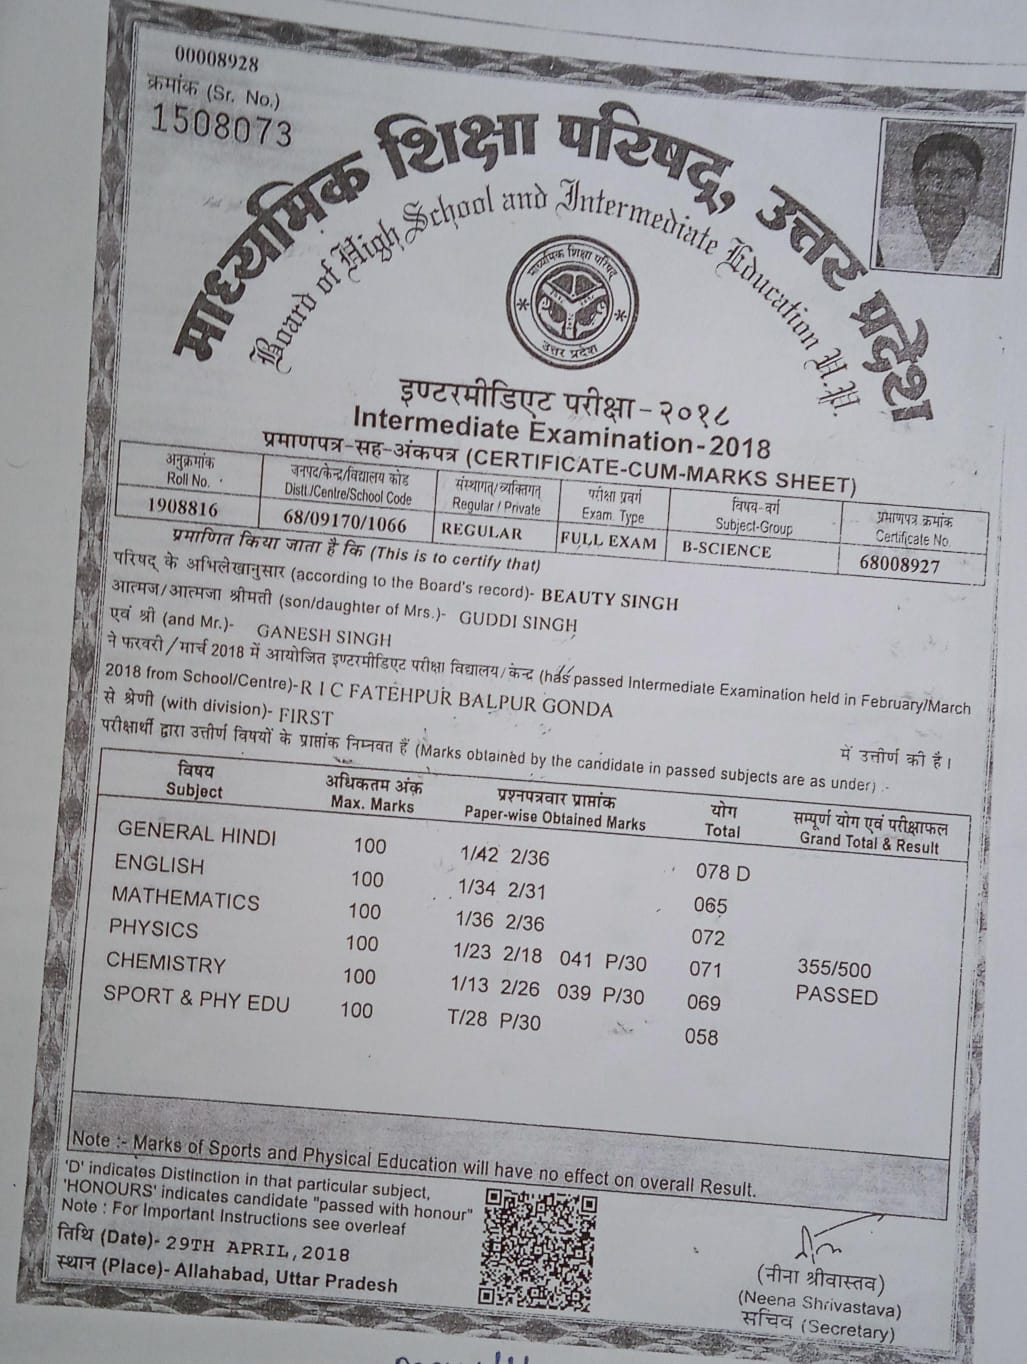 00008928
क्रमांक (Sr. No.)
1508073
माध्यमिक शिक्षा परिषद्, उत्तर प्रदेश
Board of High School and Intermediate Education U.P.
माध्यमिक शिक्षा परिषद्
उत्तर प्रदेश
इण्टरमीडिएट परीक्षा - २०१८
Intermediate Examination-2018
प्रमाणपत्र-सह-अंकपत्र (CERTIFICATE-CUM-MARKS SHEET)
अनुक्रमांक जनपद/केन्द्र/विद्यालय कोड संस्थागत/व्यक्तिगत परीक्षा प्रवर्ग विषय-वर्ग प्रमाणपत्र क्रमांक
Roll No. Distt./Centre/School Code Regular / Private Exam. Type Subject-Group Certificate No.
1908816 68/09170/1066 REGULAR FULL EXAM B-SCIENCE 68008927
प्रमाणित किया जाता है कि (This is to certify that)
परिषद् के अभिलेखानुसार (according to the Board's record)- BEAUTY SINGH
आत्मज/आत्मजा श्रीमती (son/daughter of Mrs.)- GUDDI SINGH
एवं श्री (and Mr.)- GANESH SINGH
ने फरवरी/मार्च 2018 में आयोजित इण्टरमीडिएट परीक्षा विद्यालय/केन्द्र (has passed Intermediate Examination held in February/March
2018 from School/Centre)-R I C FATEHPUR BALPUR GONDA
से श्रेणी (with division)- FIRST में उत्तीर्ण की है।
परीक्षार्थी द्वारा उत्तीर्ण विषयों के प्राप्तांक निम्नवत हैं (Marks obtained by the candidate in passed subjects are as under) :-
विषय अधिकतम अंक प्रश्नपत्रवार प्राप्तांक योग सम्पूर्ण योग एवं परीक्षाफल
Subject Max. Marks Paper-wise Obtained Marks Total Grand Total & Result
GENERAL HINDI 100 1/42 2/36 078 D
ENGLISH 100 1/34 2/31 065
MATHEMATICS 100 1/36 2/36 072
PHYSICS 100 1/23 2/18 041 P/30 071 355/500
CHEMISTRY 100 1/13 2/26 039 P/30 069 PASSED
SPORT & PHY EDU 100 T/28 P/30 058
Note :- Marks of Sports and Physical Education will have no effect on overall Result.
'D' indicates Distinction in that particular subject,
'HONOURS' indicates candidate "passed with honour"
Note : For Important Instructions see overleaf
तिथि (Date)- 29TH APRIL,2018
स्थान (Place)- Allahabad, Uttar Pradesh
(नीना श्रीवास्तव)
(Neena Shrivastava)
सचिव (Secretary)